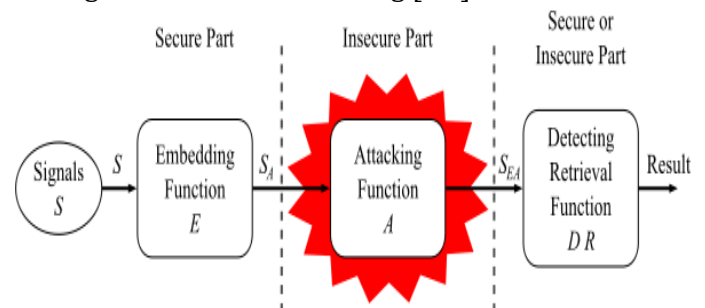 Secure Part
Insecure Part
Secure or
Insecure Part
Signals
S
S
Embedding
Function
E
S_A
Attacking
Function
A
S_EA
Detecting
Retrieval
Function
D R
Result